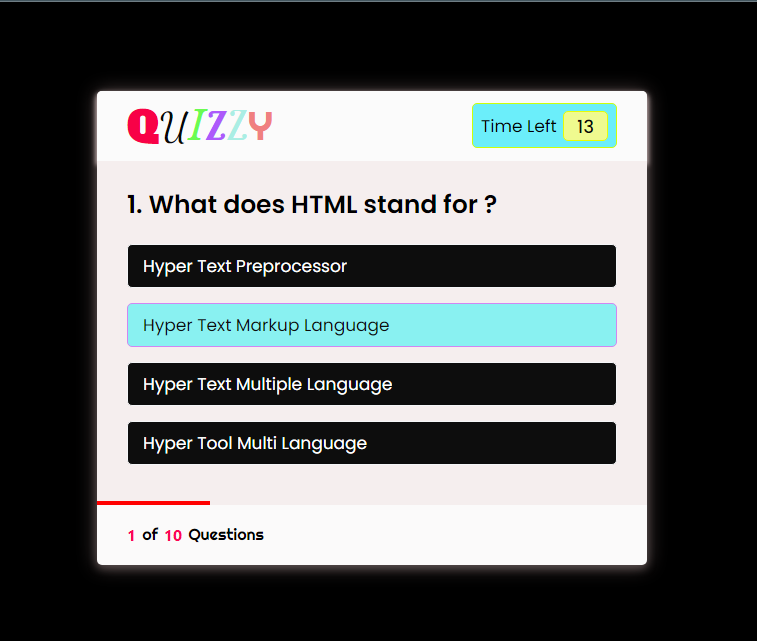 QUIZZY
Time Left 13
1. What does HTML stand for ?
Hyper Text Preprocessor
Hyper Text Markup Language
Hyper Text Multiple Language
Hyper Tool Multi Language
1 of 10 Questions